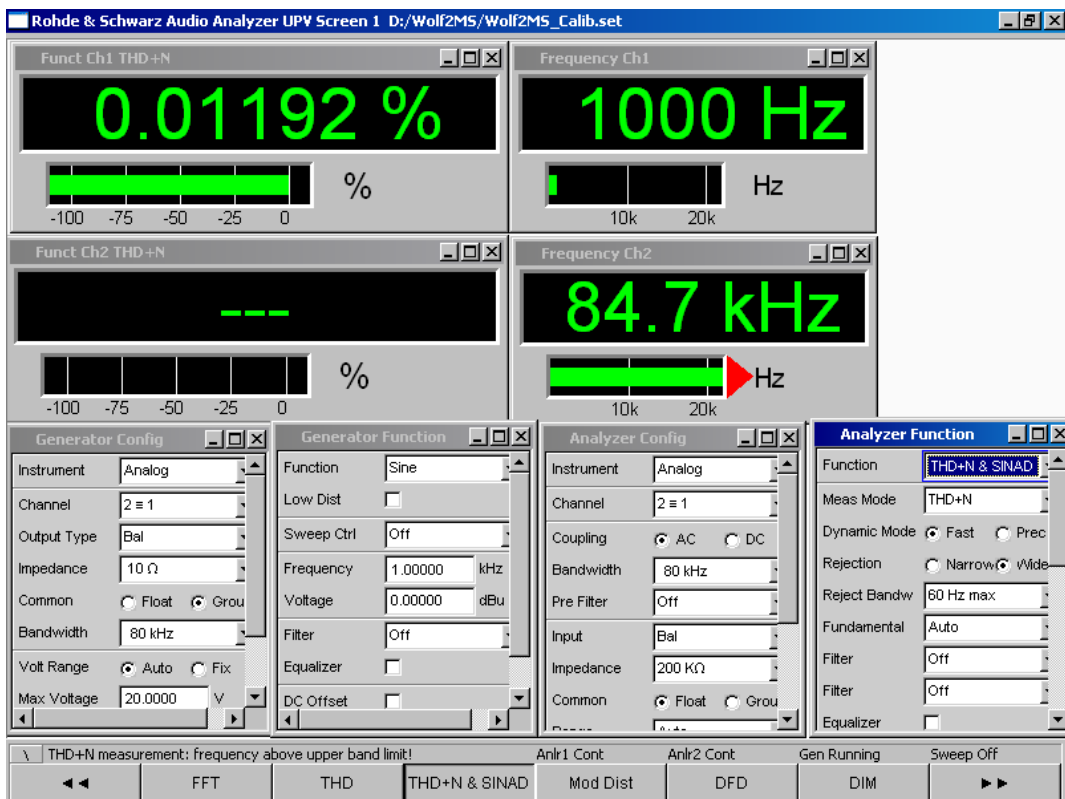 Rohde & Schwarz Audio Analyzer UPV Screen 1 D:/Wolf2MS/Wolf2MS_Calib.set
Funct Ch1 THD+N
0.01192 %
%
-100 -75 -50 -25 0
Frequency Ch1
1000 Hz
Hz
10k 20k
Funct Ch2 THD+N
---
%
-100 -75 -50 -25 0
Frequency Ch2
84.7 kHz
Hz
10k 20k
Generator Config
Instrument Analog
Channel 2 ≡ 1
Output Type Bal
Impedance 10 Ω
Common Float Grou
Bandwidth 80 kHz
Volt Range Auto Fix
Max Voltage 20.0000 V
Generator Function
Function Sine
Low Dist
Sweep Ctrl Off
Frequency 1.00000 kHz
Voltage 0.00000 dBu
Filter Off
Equalizer
DC Offset
Analyzer Config
Instrument Analog
Channel 2 ≡ 1
Coupling AC DC
Bandwidth 80 kHz
Pre Filter Off
Input Bal
Impedance 200 KΩ
Common Float Grou
Analyzer Function
Function THD+N & SINAD
Meas Mode THD+N
Dynamic Mode Fast Prec
Rejection Narrow Wide
Reject Bandw 60 Hz max
Fundamental Auto
Filter Off
Filter Off
Equalizer
\ THD+N measurement: frequency above upper band limit! Anlr1 Cont Anlr2 Cont Gen Running Sweep Off
FFT THD THD+N & SINAD Mod Dist DFD DIM